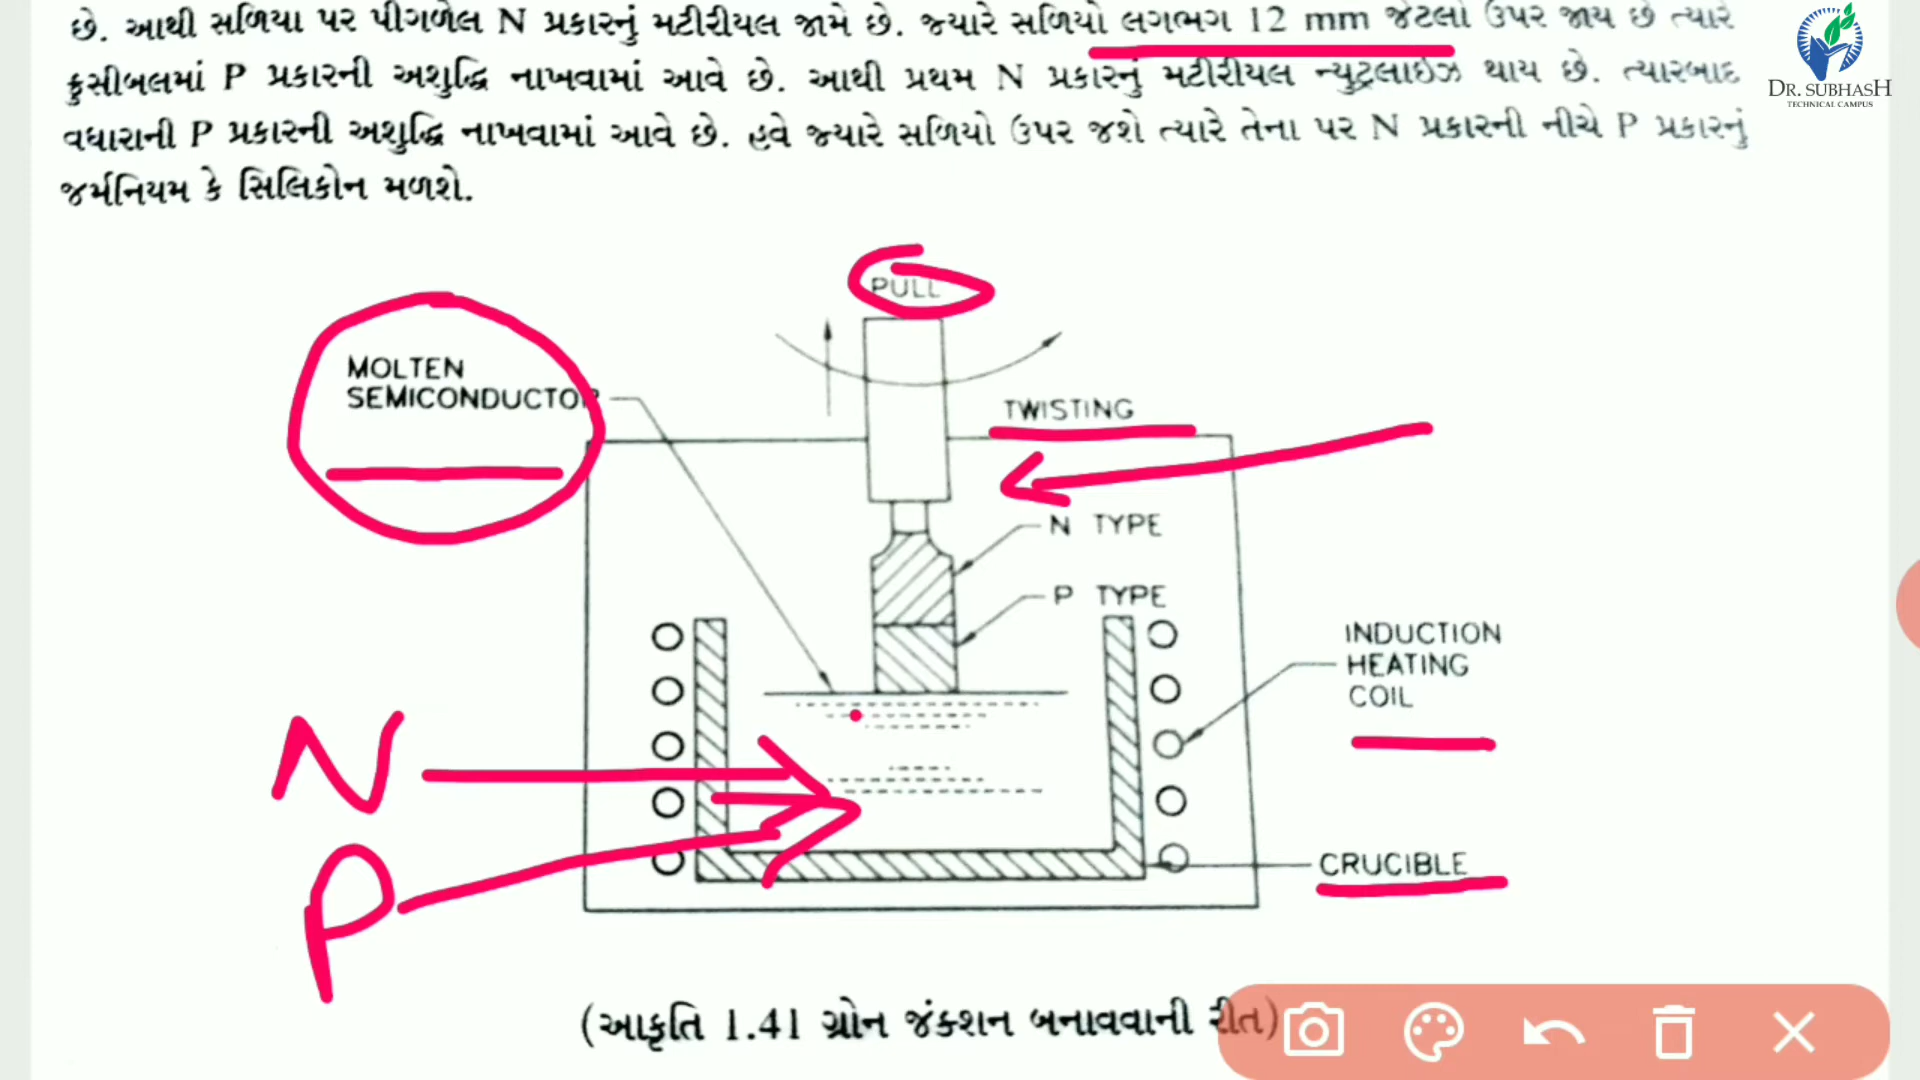 છે. આથી સળિયા પર પીગળેલ N પ્રકારનું મટીરીયલ જામે છે. જ્યારે સળિયો લગભગ 12 mm જેટલો ઉપર જાય છે ત્યારે
ક્રુસીબલમાં P પ્રકારની અશુદ્ધિ નાખવામાં આવે છે. આથી પ્રથમ N પ્રકારનું મટીરીયલ ન્યુટ્રલાઈઝ થાય છે. ત્યારબાદ
વધારાની P પ્રકારની અશુદ્ધિ નાખવામાં આવે છે. હવે જ્યારે સળિયો ઉપર જશે ત્યારે તેના પર N પ્રકારની નીચે P પ્રકારનું
જર્મનિયમ કે સિલિકોન મળશે.
DR. SUBHASH
TECHNICAL CAMPUS
PULL
MOLTEN
SEMICONDUCTOR
TWISTING
N TYPE
P TYPE
INDUCTION
HEATING
COIL
N
P
CRUCIBLE
(આકૃતિ 1.41 ગ્રોન જંકશન બનાવવાની રીત)